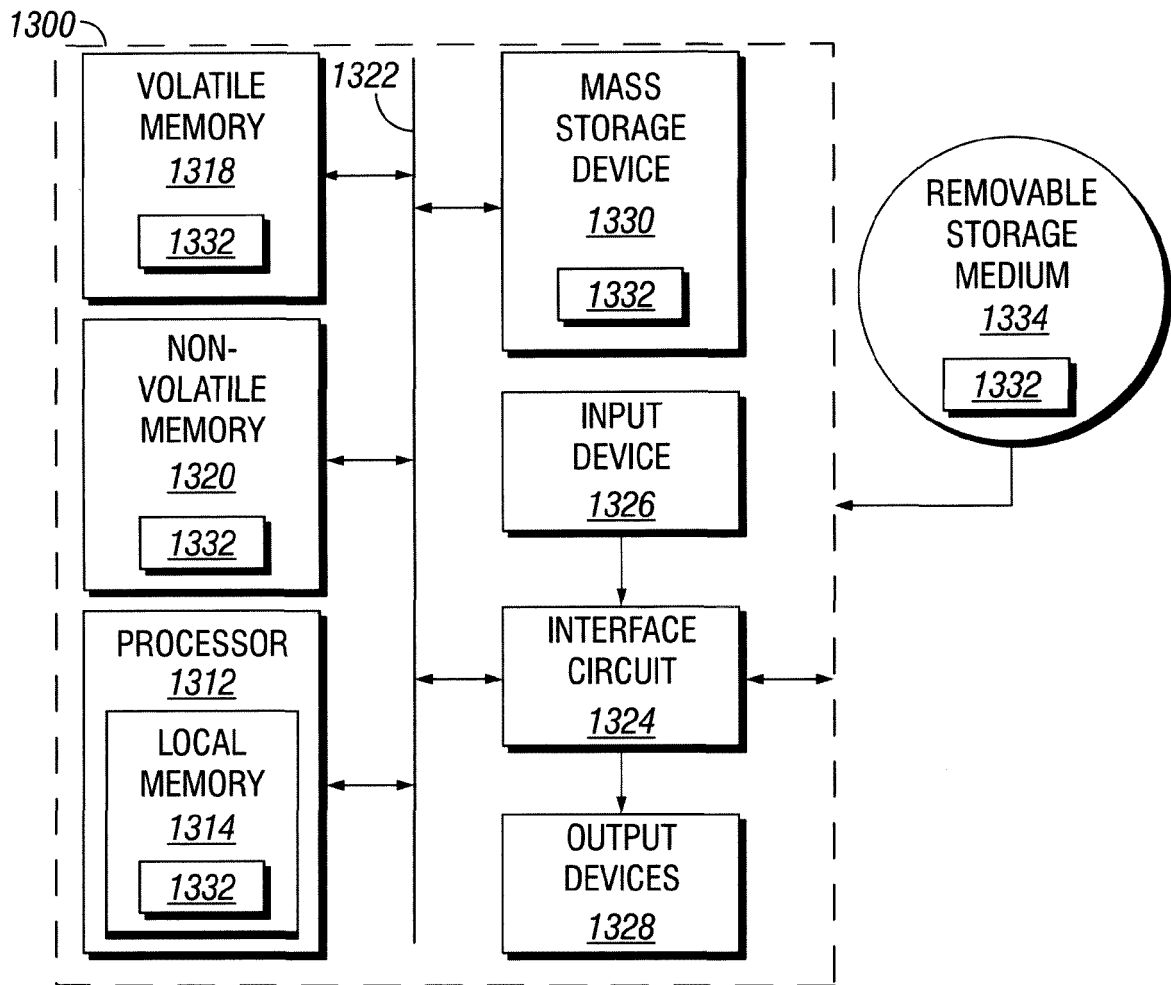 1300
VOLATILE
MEMORY
1318
1332
NON-
VOLATILE
MEMORY
1320
1332
PROCESSOR
1312
LOCAL
MEMORY
1314
1332
1322
MASS
STORAGE
DEVICE
1330
1332
INPUT
DEVICE
1326
INTERFACE
CIRCUIT
1324
OUTPUT
DEVICES
1328
REMOVABLE
STORAGE
MEDIUM
1334
1332